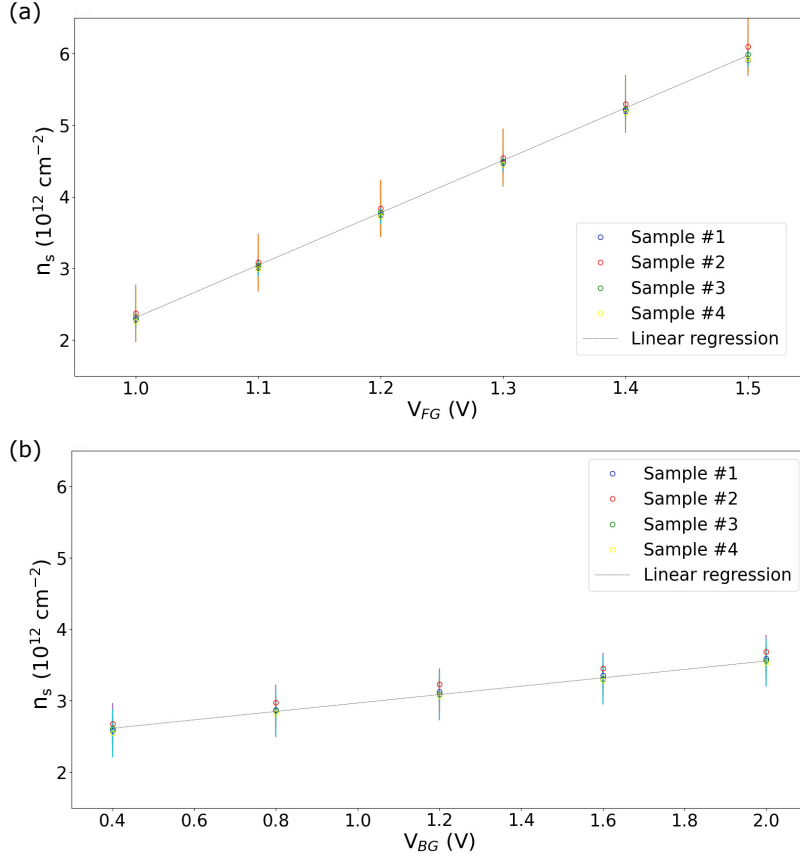 (a)
6
5
4
3
2
n_s (10^12 cm^−2)
Sample #1
Sample #2
Sample #3
Sample #4
Linear regression
1.0 1.1 1.2 1.3 1.4 1.5
V_FG (V)
(b)
6
5
4
3
2
n_s (10^12 cm^−2)
Sample #1
Sample #2
Sample #3
Sample #4
Linear regression
0.4 0.6 0.8 1.0 1.2 1.4 1.6 1.8 2.0
V_BG (V)